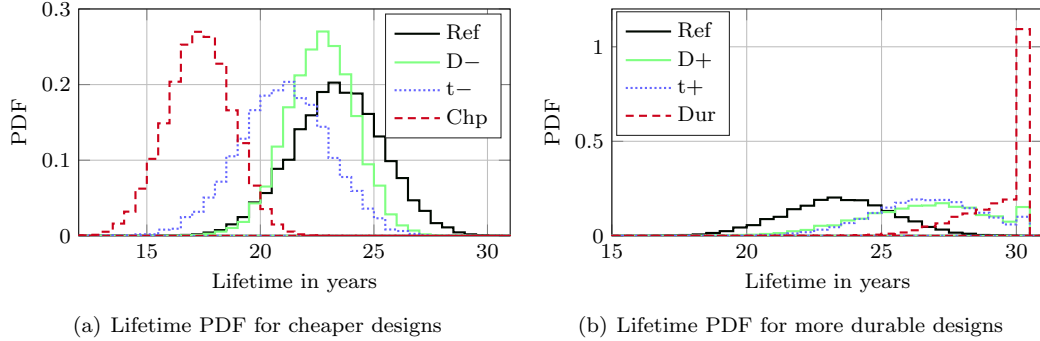 0.3
0.2
0.1
0
PDF
15
20
25
30
Lifetime in years
Ref
D−
t−
Chp
(a) Lifetime PDF for cheaper designs
1
0.5
0
PDF
15
20
25
30
Lifetime in years
Ref
D+
t+
Dur
(b) Lifetime PDF for more durable designs